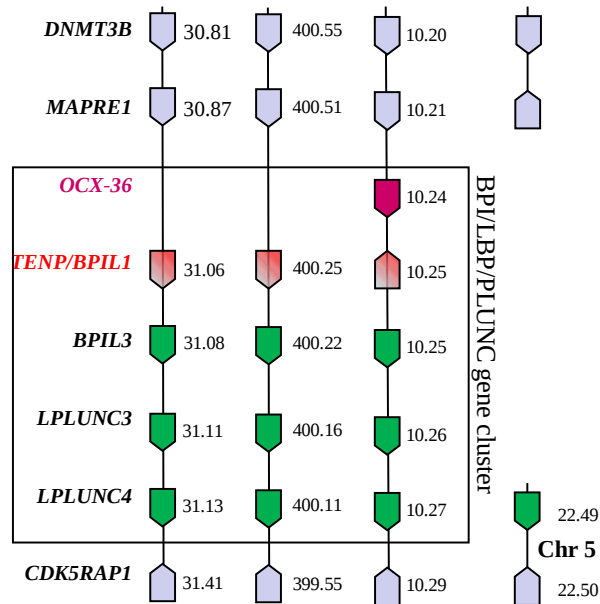 DNMT3B 30.81 400.55 10.20
MAPRE1 30.87 400.51 10.21
OCX-36 10.24
TENP/BPIL1 31.06 400.25 10.25
BPIL3 31.08 400.22 10.25
LPLUNC3 31.11 400.16 10.26
LPLUNC4 31.13 400.11 10.27 22.49
Chr 5
CDK5RAP1 31.41 399.55 10.29 22.50
BPI/LBP/PLUNC gene cluster